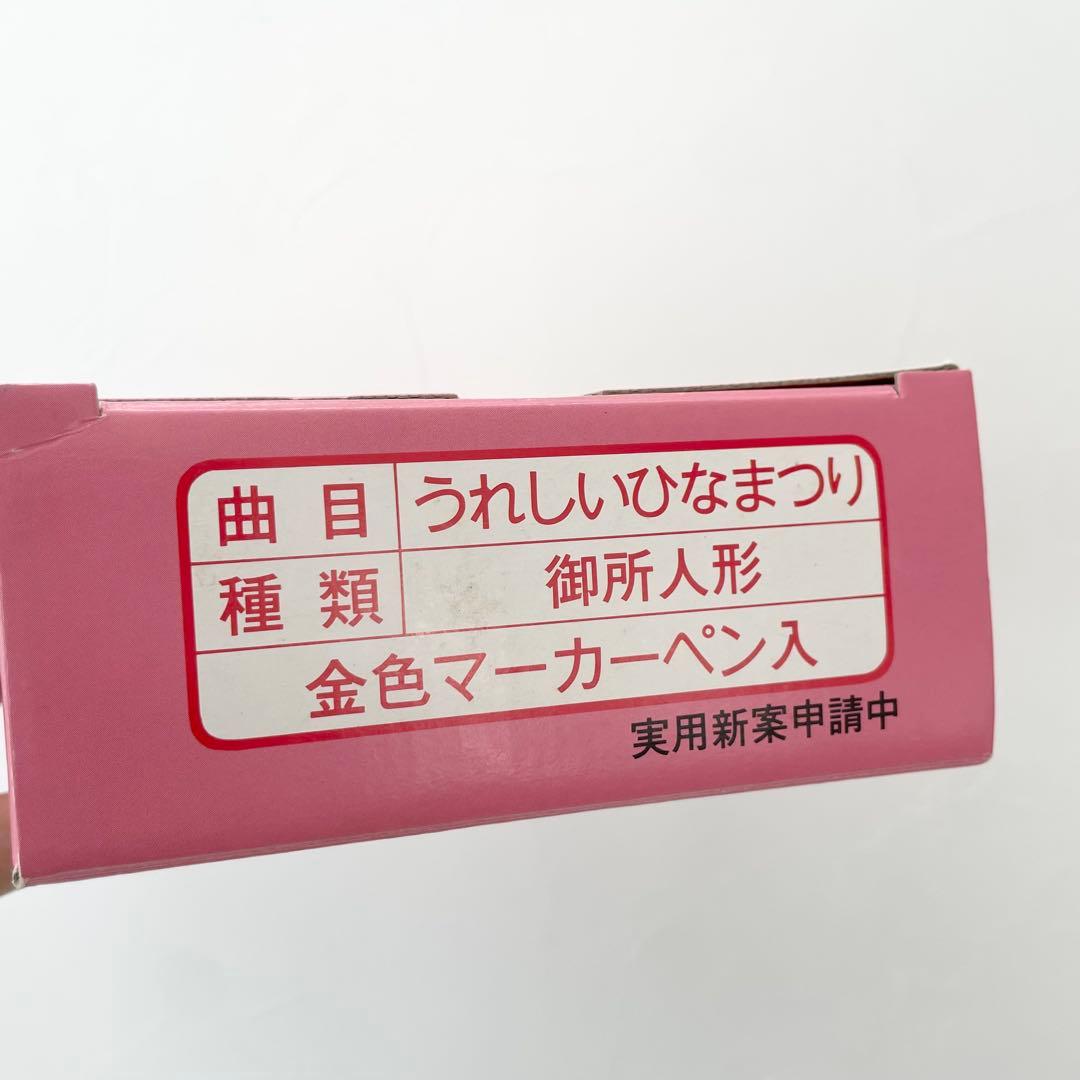 曲目 うれしいひなまつり
種類 御所人形
金色マーカーペン入
実用新案申請中